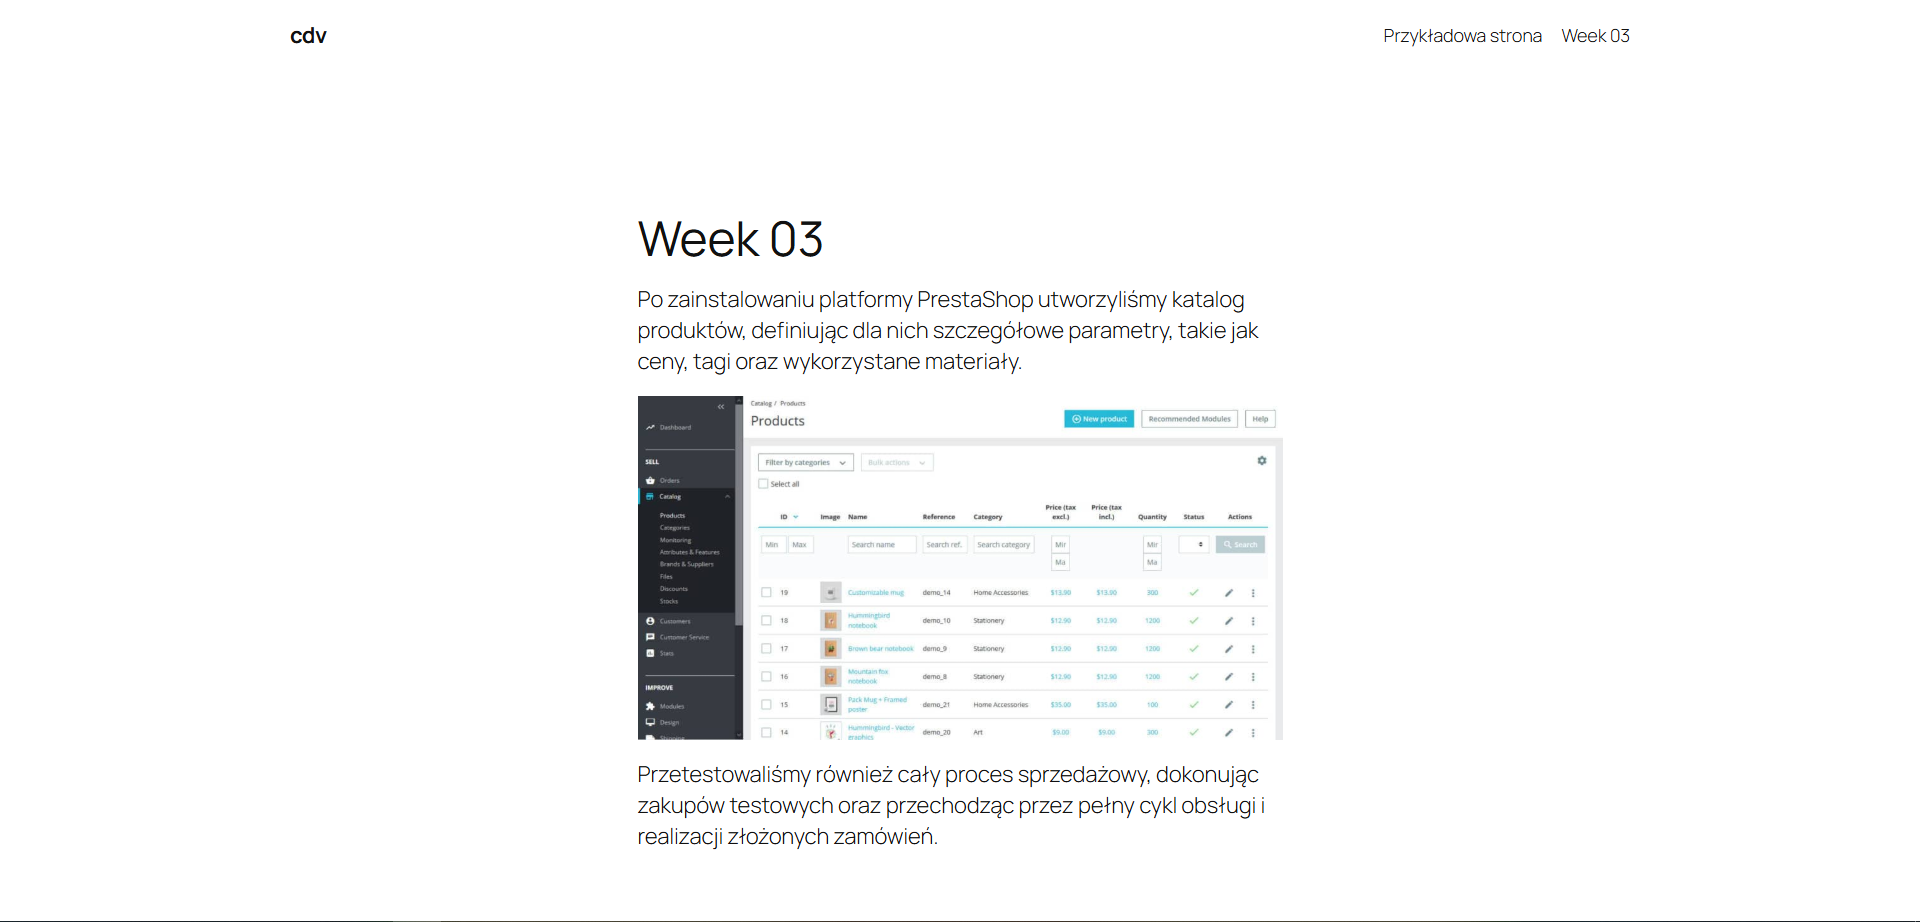 cdv
Przykładowa strona Week 03
Week 03
Po zainstalowaniu platformy PrestaShop utworzyliśmy katalog
produktów, definiując dla nich szczegółowe parametry, takie jak
ceny, tagi oraz wykorzystane materiały.
Dashboard
SELL
Orders
Catalog
Products
Categories
Monitoring
Attributes & Features
Brands & Suppliers
Files
Discounts
Stocks
Customers
Customer Service
Stats
IMPROVE
Modules
Design
Shipping
Catalog / Products
Products
New product Recommended Modules Help
Filter by categories Bulk actions
Select all
ID Image Name Reference Category Price (tax excl.) Price (tax incl.) Quantity Status Actions
Min Max Search name Search ref. Search category Mir Mir Search
Ma Ma
19 Customizable mug demo_14 Home Accessories $13.90 $13.90 300
18 Hummingbird notebook demo_10 Stationery $12.90 $12.90 1200
17 Brown bear notebook demo_9 Stationery $12.90 $12.90 1200
16 Mountain fox notebook demo_8 Stationery $12.90 $12.90 1200
15 Pack Mug + Framed poster demo_21 Home Accessories $35.00 $35.00 100
14 Hummingbird - Vector graphics demo_20 Art $9.00 $9.00 300
Przetestowaliśmy również cały proces sprzedażowy, dokonując
zakupów testowych oraz przechodząc przez pełny cykl obsługi i
realizacji złożonych zamówień.